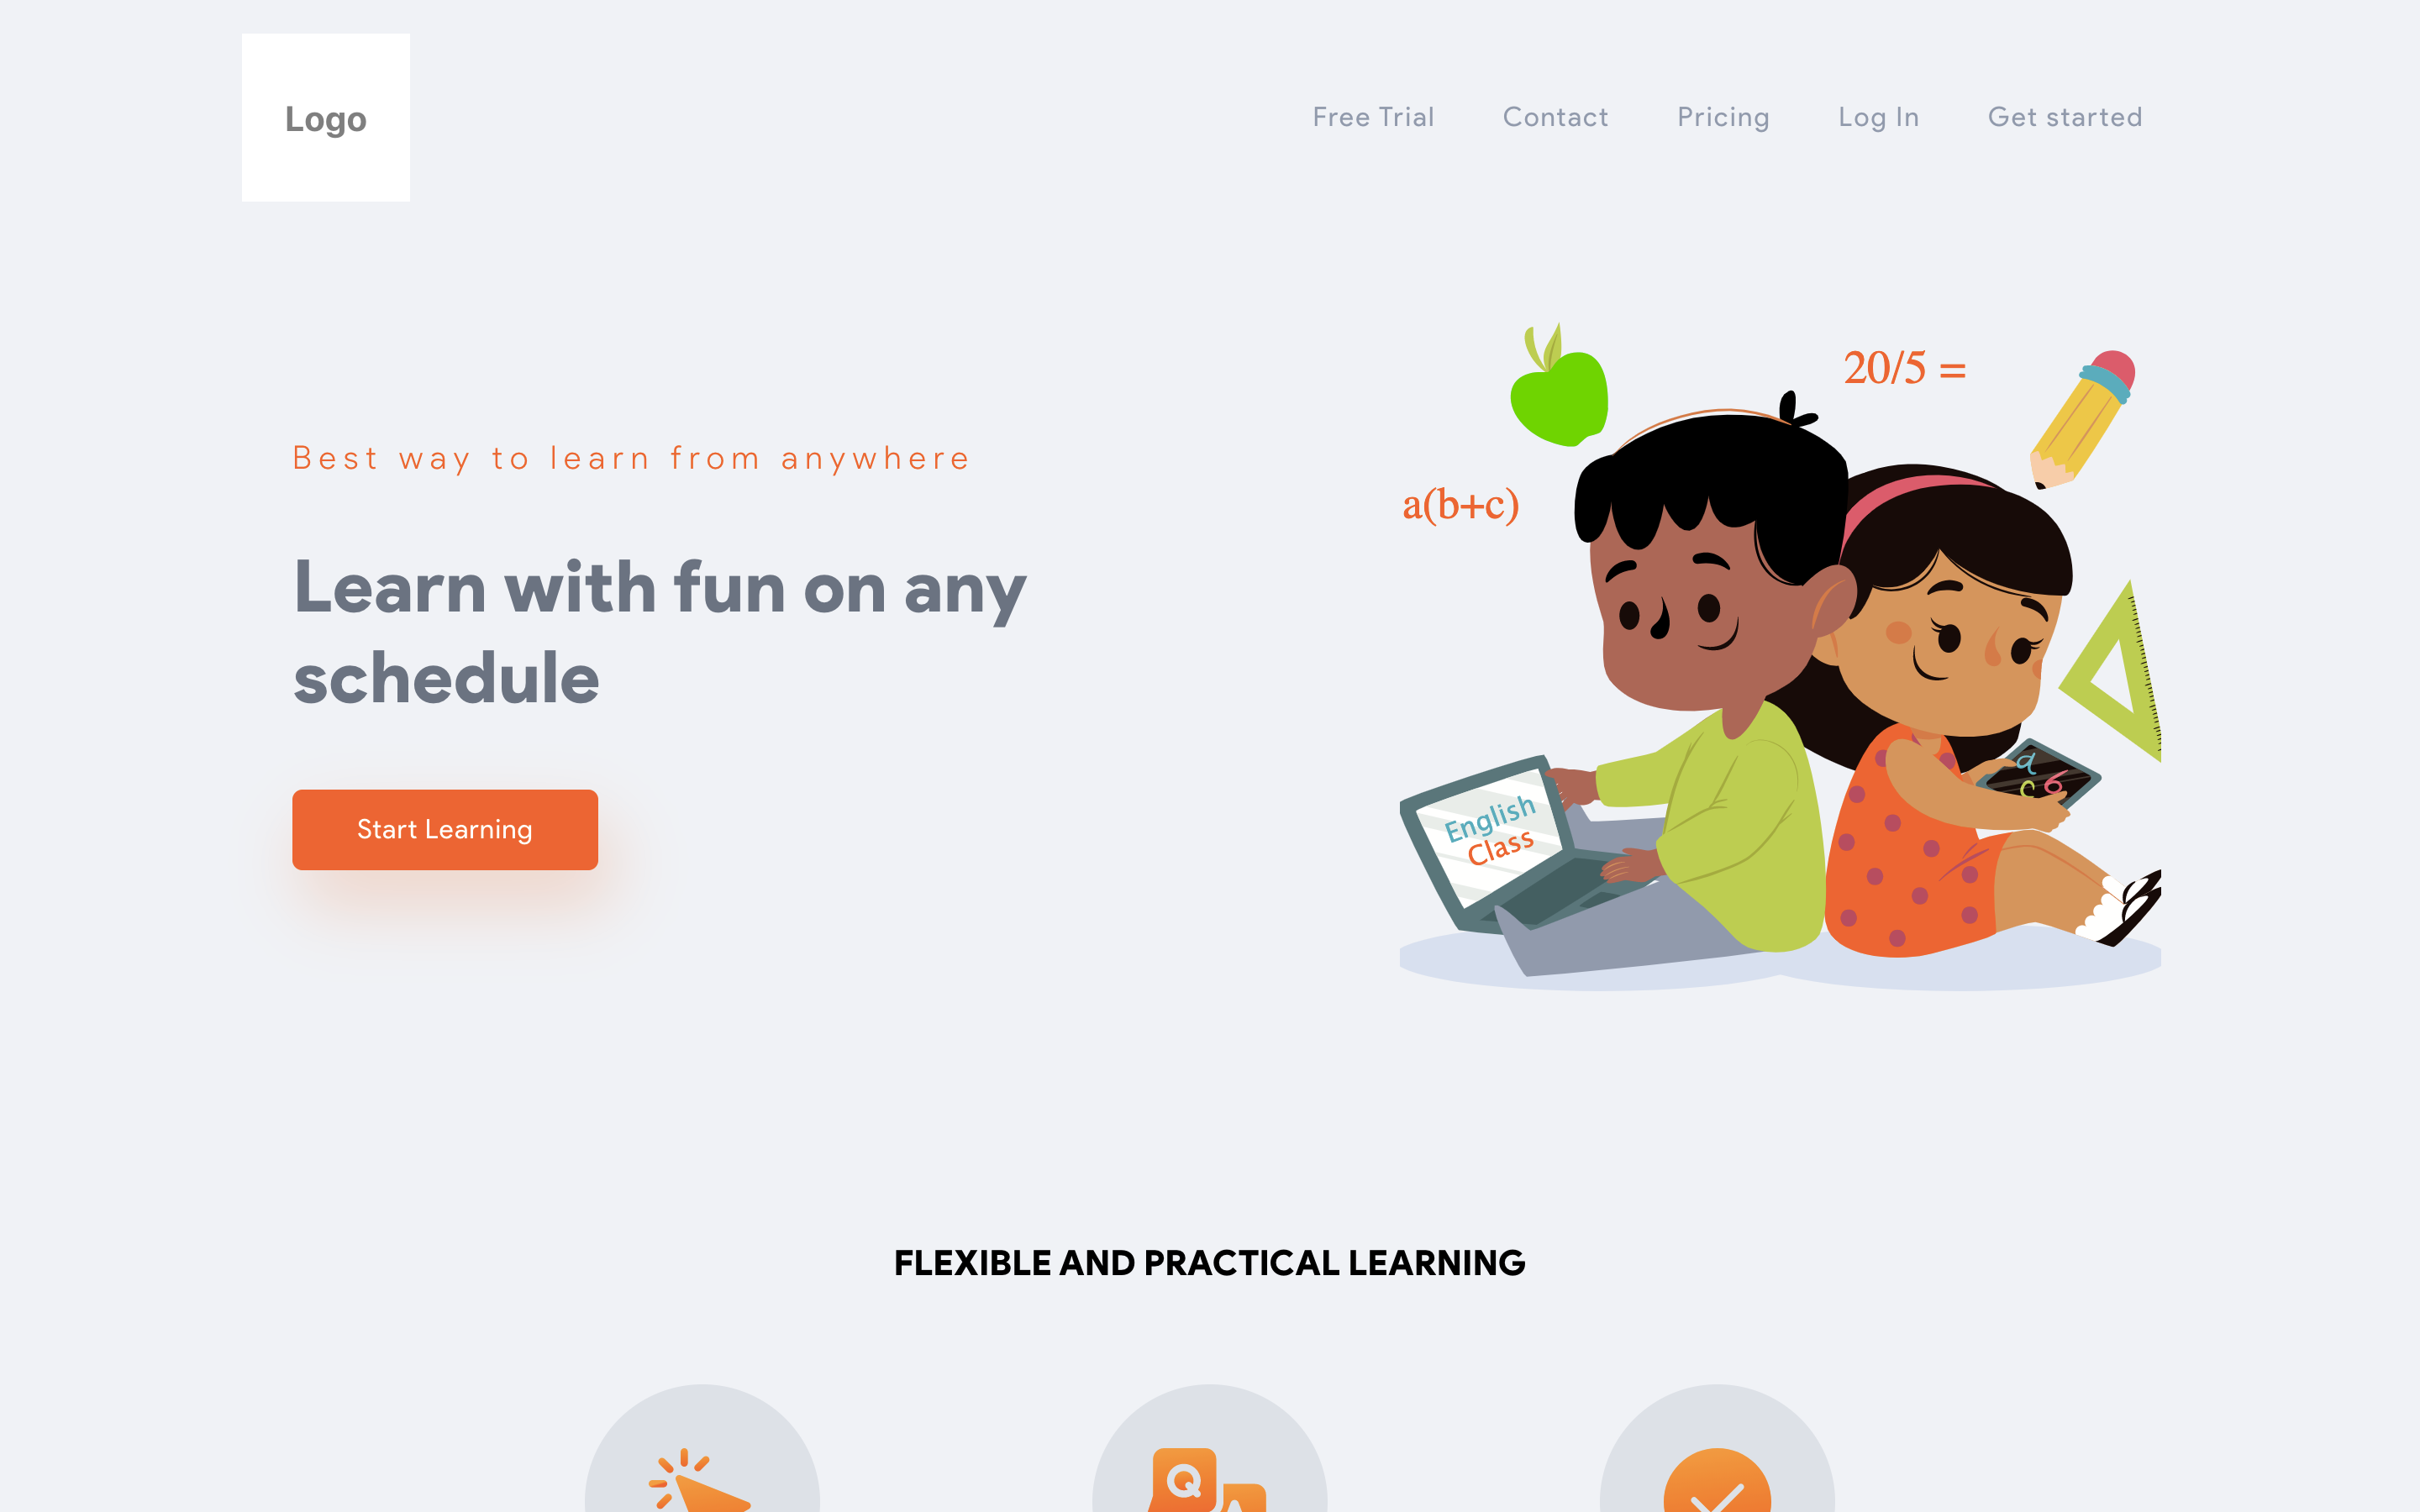 Logo
Free Trial
Contact
Pricing
Log In
Get started
20/5 =
Best way to learn from anywhere
a(b+c)
Learn with fun on any
schedule
Start Learning
English
Class
d
c 6
FLEXIBLE AND PRACTICAL LEARNING
Q
A